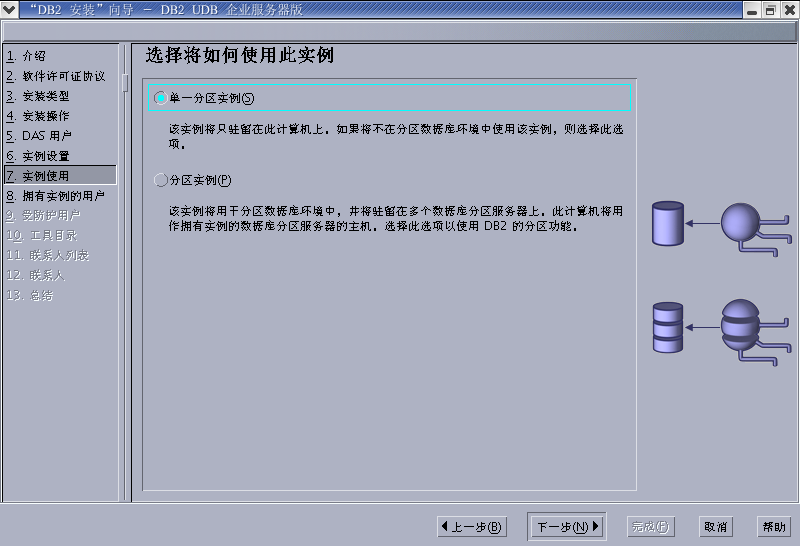 “DB2 安装”向导 － DB2 UDB 企业服务器版
1. 介绍
2. 软件许可证协议
3. 安装类型
4. 安装操作
5. DAS 用户
6. 实例设置
7. 实例使用
8. 拥有实例的用户
9. 受防护用户
10. 工具目录
11. 联系人列表
12. 联系人
13. 总结
选择将如何使用此实例
单一分区实例(S)
该实例将只驻留在此计算机上。如果将不在分区数据库环境中使用该实例，则选择此选
项。
分区实例(P)
该实例将用于分区数据库环境中，并将驻留在多个数据库分区服务器上。此计算机将用
作拥有实例的数据库分区服务器的主机。选择此选项以使用 DB2 的分区功能。
上一步(B)
下一步(N)
完成(F)
取消
帮助